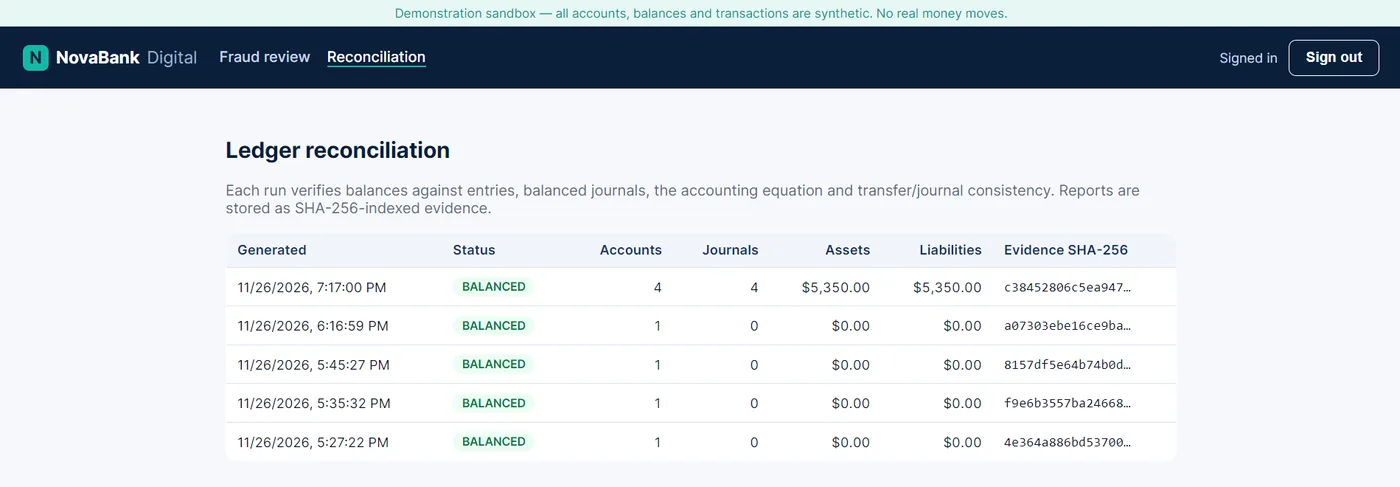 Demonstration sandbox — all accounts, balances and transactions are synthetic. No real money moves.
N NovaBank Digital Fraud review Reconciliation Signed in Sign out
Ledger reconciliation
Each run verifies balances against entries, balanced journals, the accounting equation and transfer/journal consistency. Reports are
stored as SHA-256-indexed evidence.
Generated Status Accounts Journals Assets Liabilities Evidence SHA-256
11/26/2026, 7:17:00 PM BALANCED 4 4 $5,350.00 $5,350.00 c38452806c5ea947…
11/26/2026, 6:16:59 PM BALANCED 1 0 $0.00 $0.00 a07303ebe16ce9ba…
11/26/2026, 5:45:27 PM BALANCED 1 0 $0.00 $0.00 8157df5e64b74b0d…
11/26/2026, 5:35:32 PM BALANCED 1 0 $0.00 $0.00 f9e6b3557ba24668…
11/26/2026, 5:27:22 PM BALANCED 1 0 $0.00 $0.00 4e364a886bd53700…